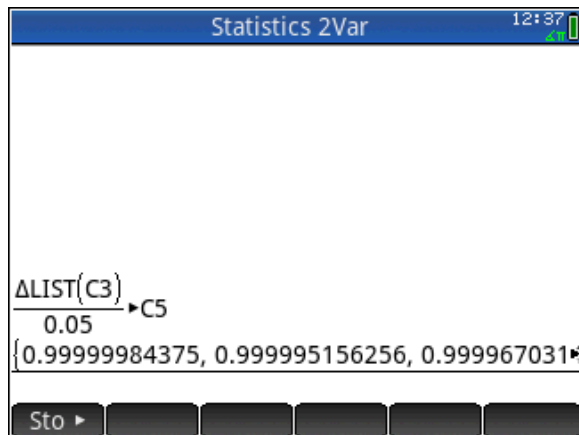 Statistics 2Var
12:37
∡π
ΔLIST(C3)
0.05
►C5
{0.99999984375, 0.999995156256, 0.999967031
Sto ►